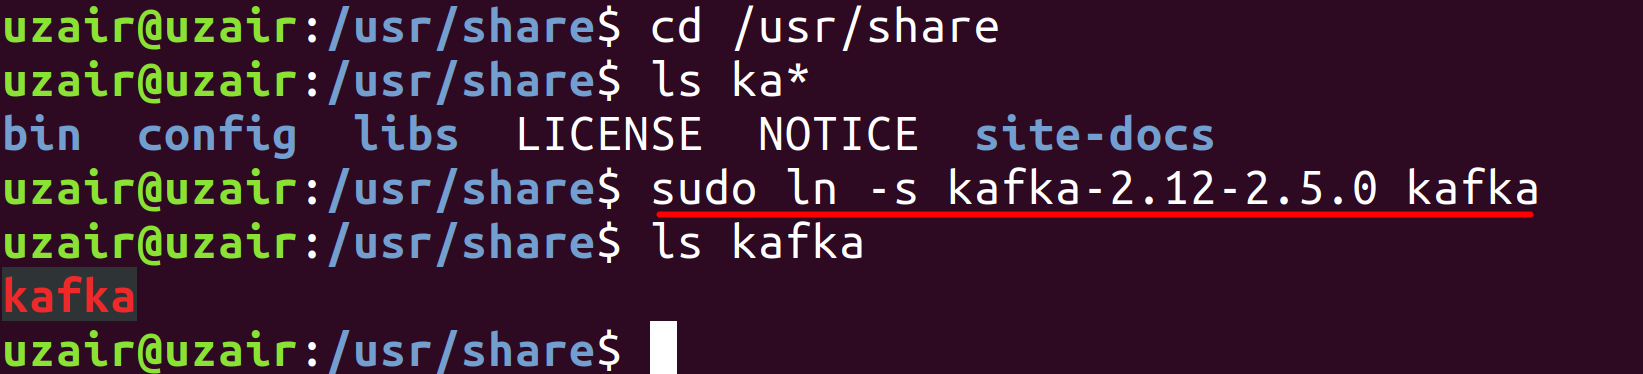 uzair@uzair:/usr/share$ cd /usr/share
uzair@uzair:/usr/share$ ls ka*
bin  config  libs  LICENSE  NOTICE  site-docs
uzair@uzair:/usr/share$ sudo ln -s kafka-2.12-2.5.0 kafka
uzair@uzair:/usr/share$ ls kafka
kafka
uzair@uzair:/usr/share$